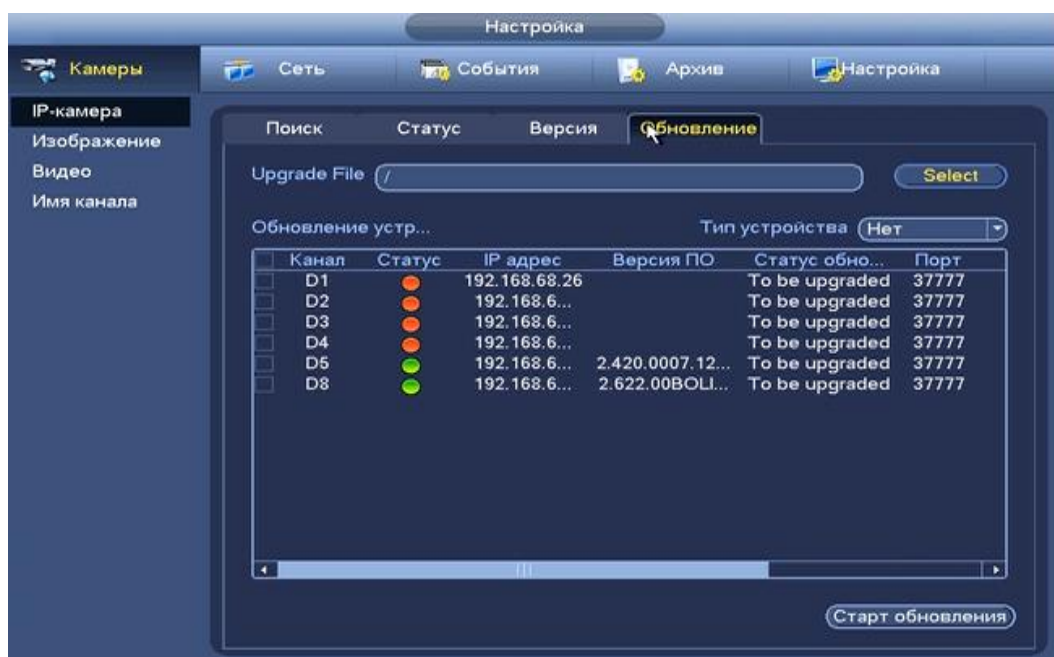 Настройка
Камеры Сеть События Архив Настройка
IP-камера
Изображение
Видео
Имя канала
Поиск Статус Версия Обновление
Upgrade File / Select
Обновление устр... Тип устройства Нет
Канал Статус IP адрес Версия ПО Статус обно... Порт
D1 192.168.68.26 To be upgraded 37777
D2 192.168.6... To be upgraded 37777
D3 192.168.6... To be upgraded 37777
D4 192.168.6... To be upgraded 37777
D5 192.168.6... 2.420.0007.12... To be upgraded 37777
D8 192.168.6... 2.622.00BOLI... To be upgraded 37777
Старт обновления